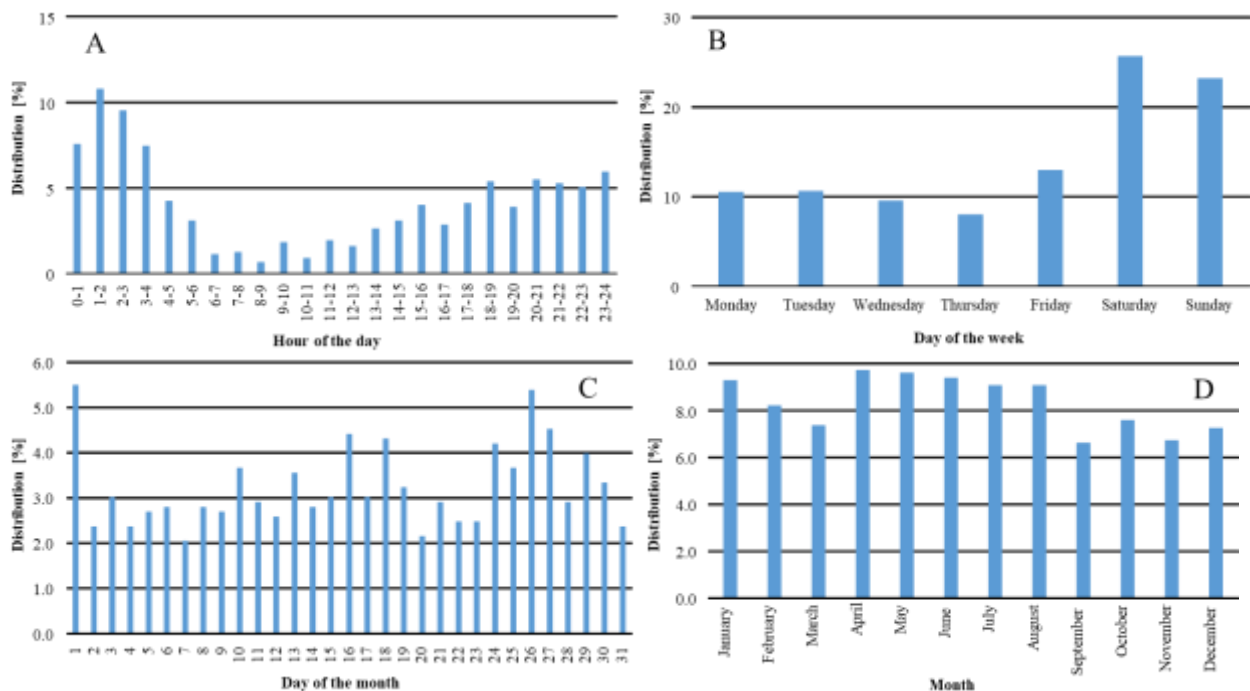 A
15
10
5
0
Distribution [%]
0-1 1-2 2-3 3-4 4-5 5-6 6-7 7-8 8-9 9-10 10-11 11-12 12-13 13-14 14-15 15-16 16-17 17-18 18-19 19-20 20-21 21-22 22-23 23-24
Hour of the day
B
30
20
10
0
Distribution [%]
Monday Tuesday Wednesday Thursday Friday Saturday Sunday
Day of the week
C
6.0
5.0
4.0
3.0
2.0
1.0
0.0
Distribution [%]
1 2 3 4 5 6 7 8 9 10 11 12 13 14 15 16 17 18 19 20 21 22 23 24 25 26 27 28 29 30 31
Day of the month
D
10.0
8.0
6.0
4.0
2.0
0.0
Distribution [%]
January February March April May June July August September October November December
Month